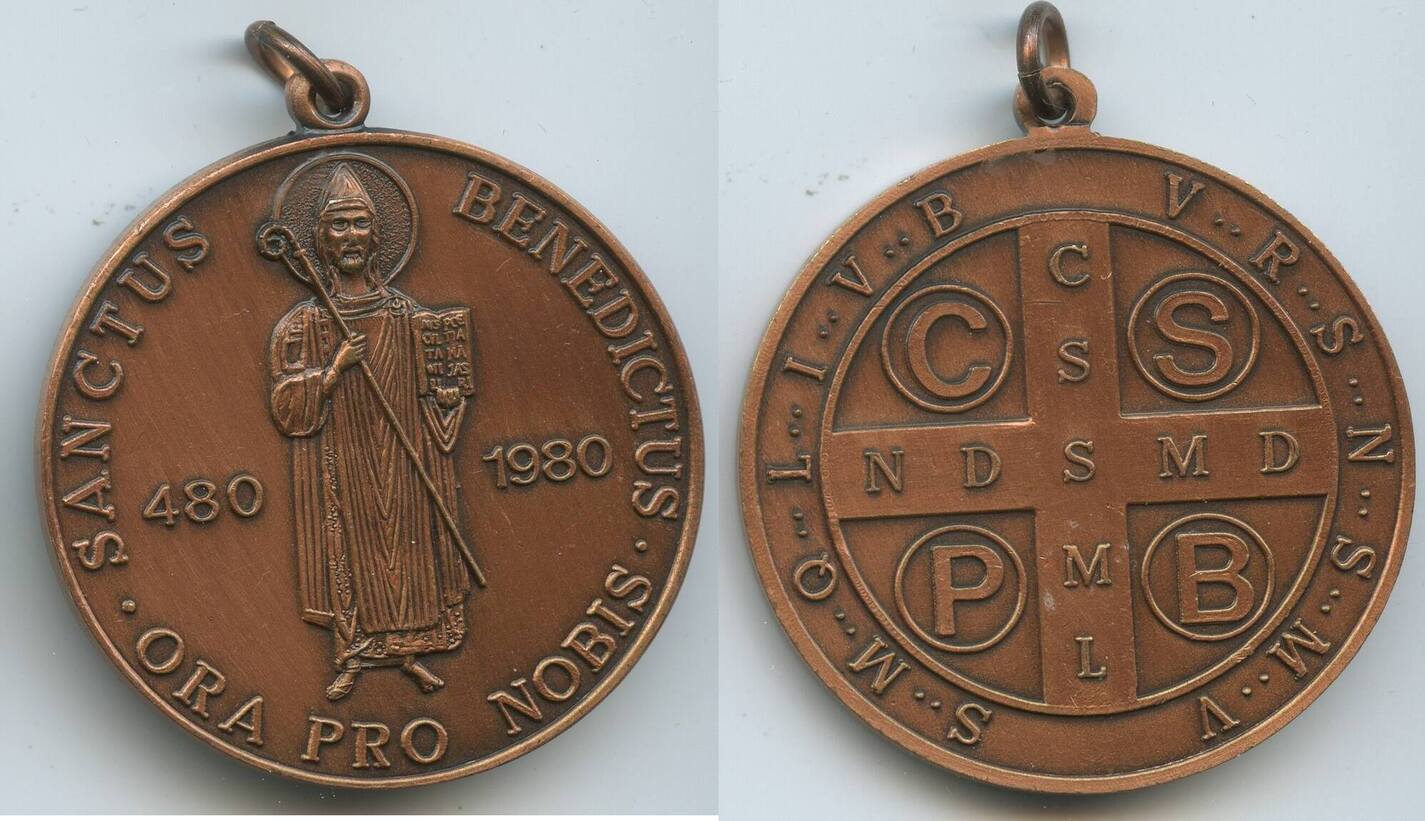 SANCTUS BENEDICTUS
480 1980
· ORA PRO NOBIS ·
V··R··S··N··S··M··V
S··M··Q··L··I··V··B
C S
P B
C
S
N D S M D
M
L